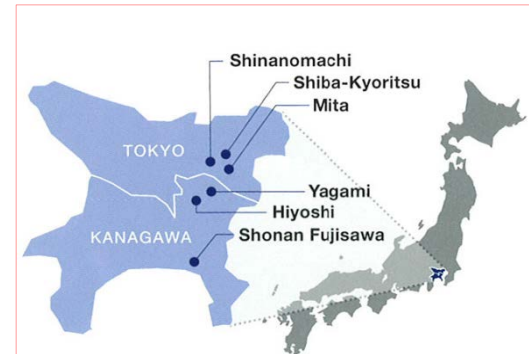 Shinanomachi
Shiba-Kyoritsu
Mita
TOKYO
Yagami
Hiyoshi
KANAGAWA
Shonan Fujisawa